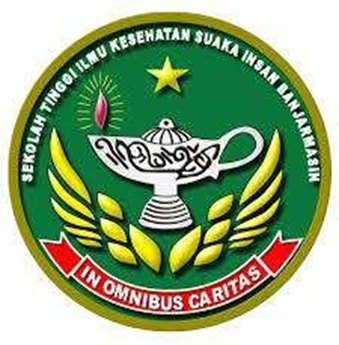 SEKOLAH TINGGI ILMU KESEHATAN SUAKA INSAN BANJARMASIN
IN OMNIBUS CARITAS